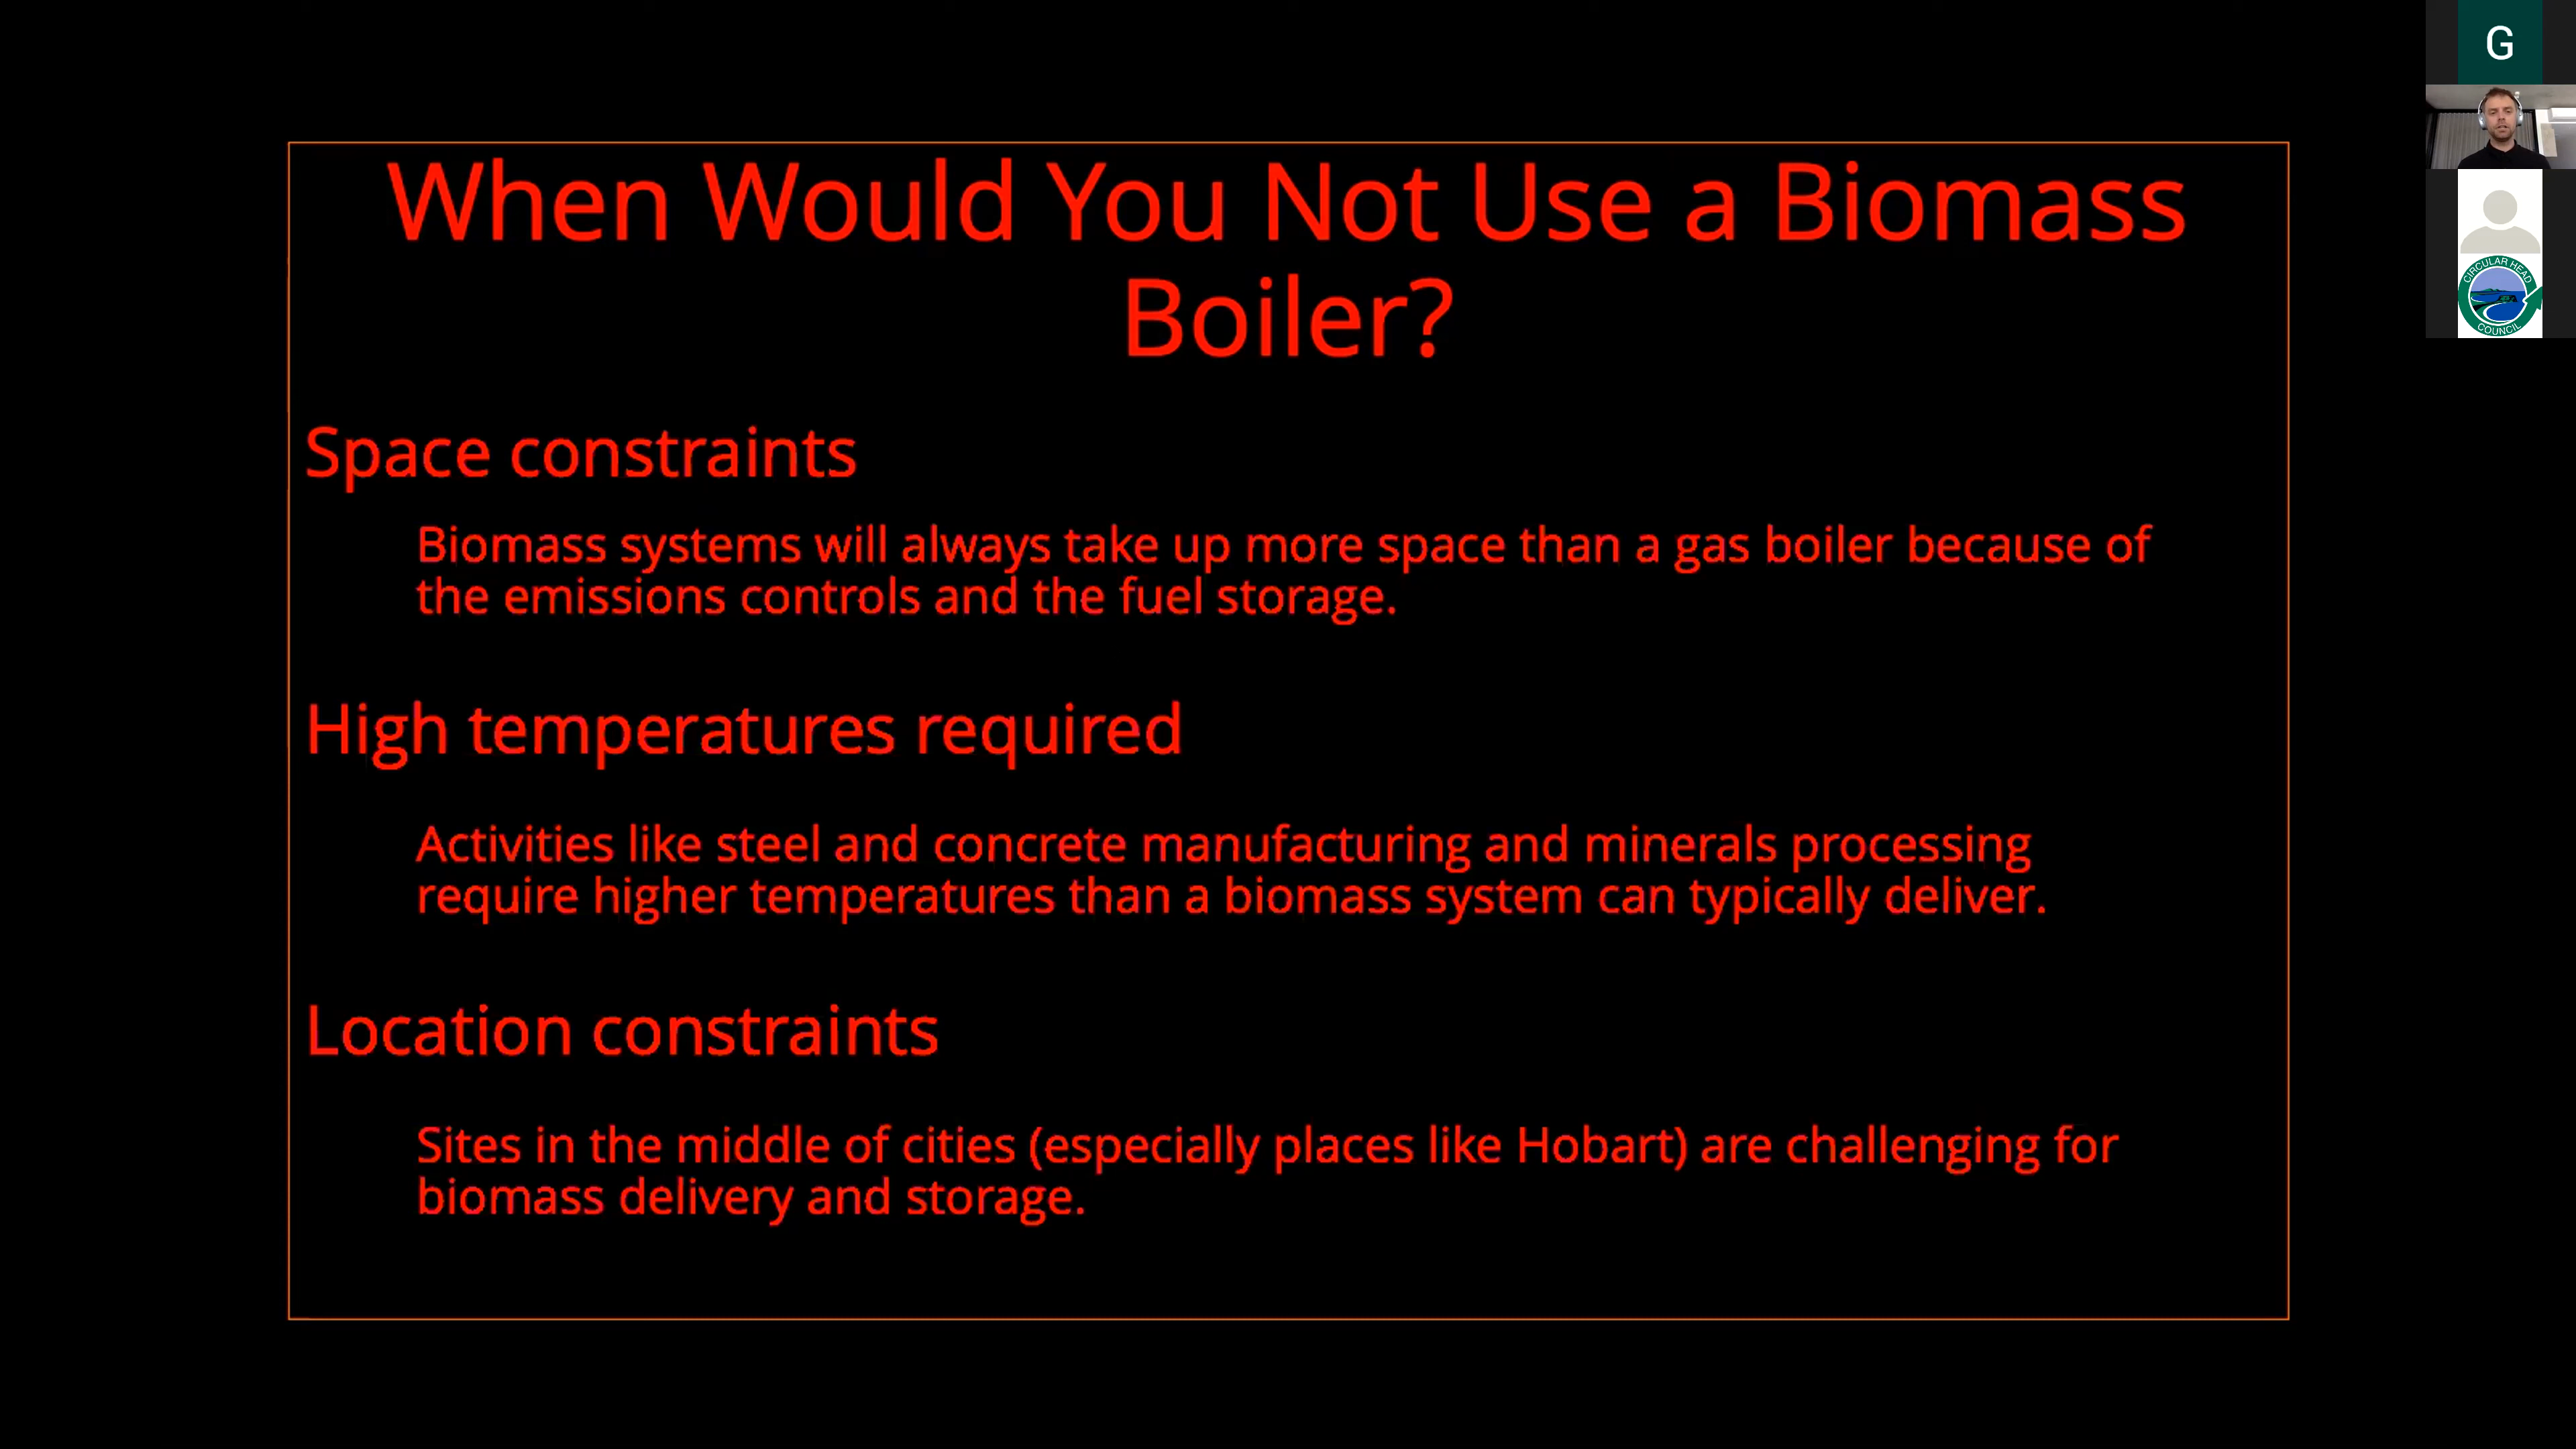 When Would You Not Use a Biomass
Boiler?
Space constraints
Biomass systems will always take up more space than a gas boiler because of
the emissions controls and the fuel storage.
High temperatures required
Activities like steel and concrete manufacturing and minerals processing
require higher temperatures than a biomass system can typically deliver.
Location constraints
Sites in the middle of cities (especially places like Hobart) are challenging for
biomass delivery and storage.
G
CIRCULAR HEAD
COUNCIL